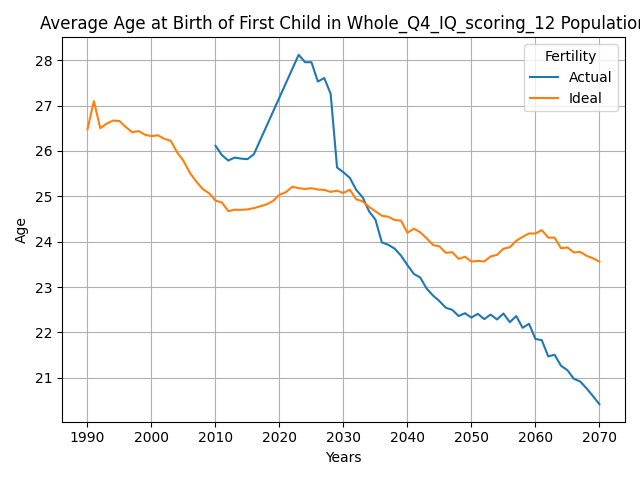 Average Age at Birth of First Child in Whole_Q4_IQ_scoring_12 Population
Fertility
Actual
Ideal
28
27
26
25
24
23
22
21
Age
1990 2000 2010 2020 2030 2040 2050 2060 2070
Years